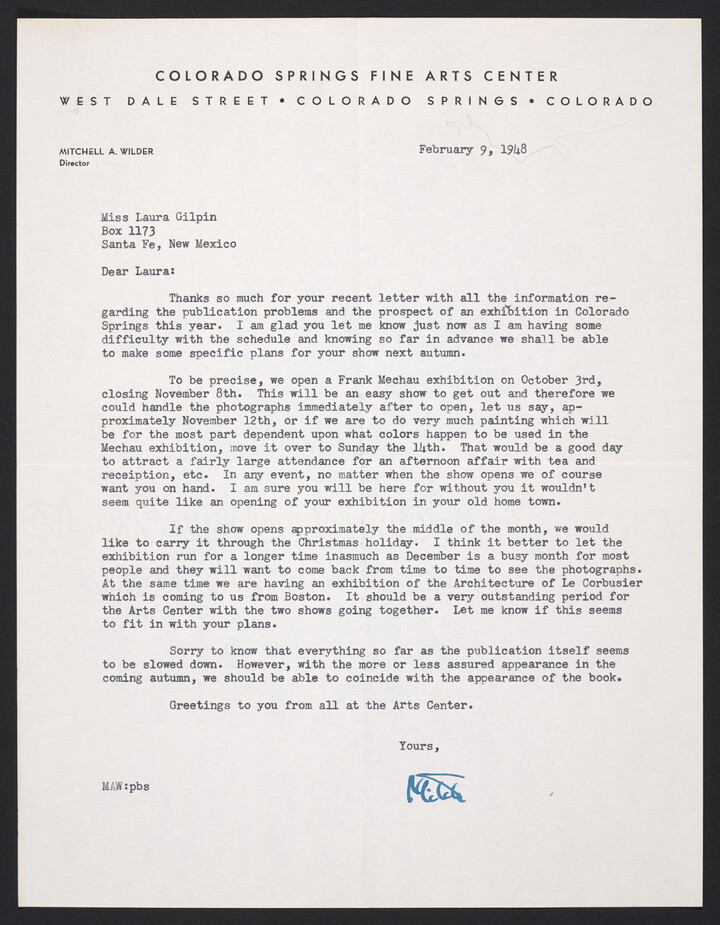 COLORADO SPRINGS FINE ARTS CENTER
WEST DALE STREET • COLORADO SPRINGS • COLORADO
MITCHELL A. WILDER
Director
February 9, 1948
Miss Laura Gilpin
Box 1173
Santa Fe, New Mexico
Dear Laura:
Thanks so much for your recent letter with all the information re-
garding the publication problems and the prospect of an exhibition in Colorado
Springs this year. I am glad you let me know just now as I am having some
difficulty with the schedule and knowing so far in advance we shall be able
to make some specific plans for your show next autumn.
To be precise, we open a Frank Mechau exhibition on October 3rd,
closing November 8th. This will be an easy show to get out and therefore we
could handle the photographs immediately after to open, let us say, ap-
proximately November 12th, or if we are to do very much painting which will
be for the most part dependent upon what colors happen to be used in the
Mechau exhibition, move it over to Sunday the 14th. That would be a good day
to attract a fairly large attendance for an afternoon affair with tea and
receiption, etc. In any event, no matter when the show opens we of course
want you on hand. I am sure you will be here for without you it wouldn't
seem quite like an opening of your exhibition in your old home town.
If the show opens approximately the middle of the month, we would
like to carry it through the Christmas holiday. I think it better to let the
exhibition run for a longer time inasmuch as December is a busy month for most
people and they will want to come back from time to time to see the photographs.
At the same time we are having an exhibition of the Architecture of Le Corbusier
which is coming to us from Boston. It should be a very outstanding period for
the Arts Center with the two shows going together. Let me know if this seems
to fit in with your plans.
Sorry to know that everything so far as the publication itself seems
to be slowed down. However, with the more or less assured appearance in the
coming autumn, we should be able to coincide with the appearance of the book.
Greetings to you from all at the Arts Center.
Yours,
MAW:pbs